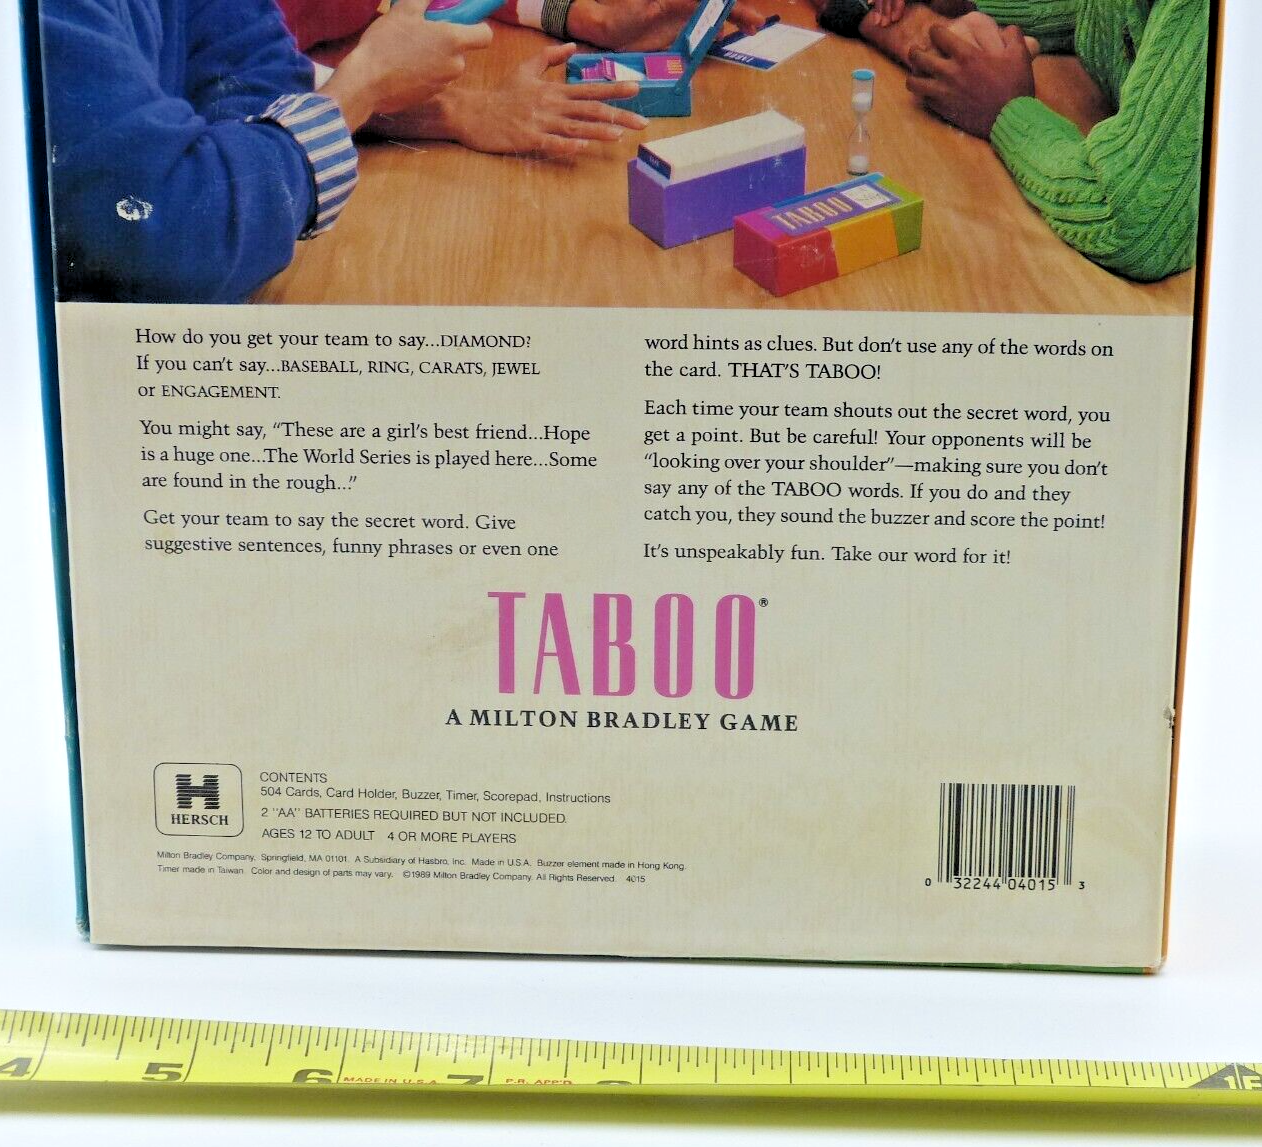 TABOO
TABOO
How do you get your team to say...DIAMOND?
If you can't say...BASEBALL, RING, CARATS, JEWEL
or ENGAGEMENT.
You might say, "These are a girl's best friend...Hope
is a huge one...The World Series is played here...Some
are found in the rough..."
Get your team to say the secret word. Give
suggestive sentences, funny phrases or even one
word hints as clues. But don't use any of the words on
the card. THAT'S TABOO!
Each time your team shouts out the secret word, you
get a point. But be careful! Your opponents will be
"looking over your shoulder"—making sure you don't
say any of the TABOO words. If you do and they
catch you, they sound the buzzer and score the point!
It's unspeakably fun. Take our word for it!
TABOO®
A MILTON BRADLEY GAME
H
HERSCH
CONTENTS
504 Cards, Card Holder, Buzzer, Timer, Scorepad, Instructions
2 "AA" BATTERIES REQUIRED BUT NOT INCLUDED.
AGES 12 TO ADULT 4 OR MORE PLAYERS
Milton Bradley Company, Springfield, MA 01101. A Subsidiary of Hasbro, Inc. Made in U.S.A. Buzzer element made in Hong Kong.
Timer made in Taiwan. Color and design of parts may vary. ©1989 Milton Bradley Company. All Rights Reserved. 4015
0 32244 04015 3
4 5 6 MADE IN U.S.A. 7 P.R. APP'D